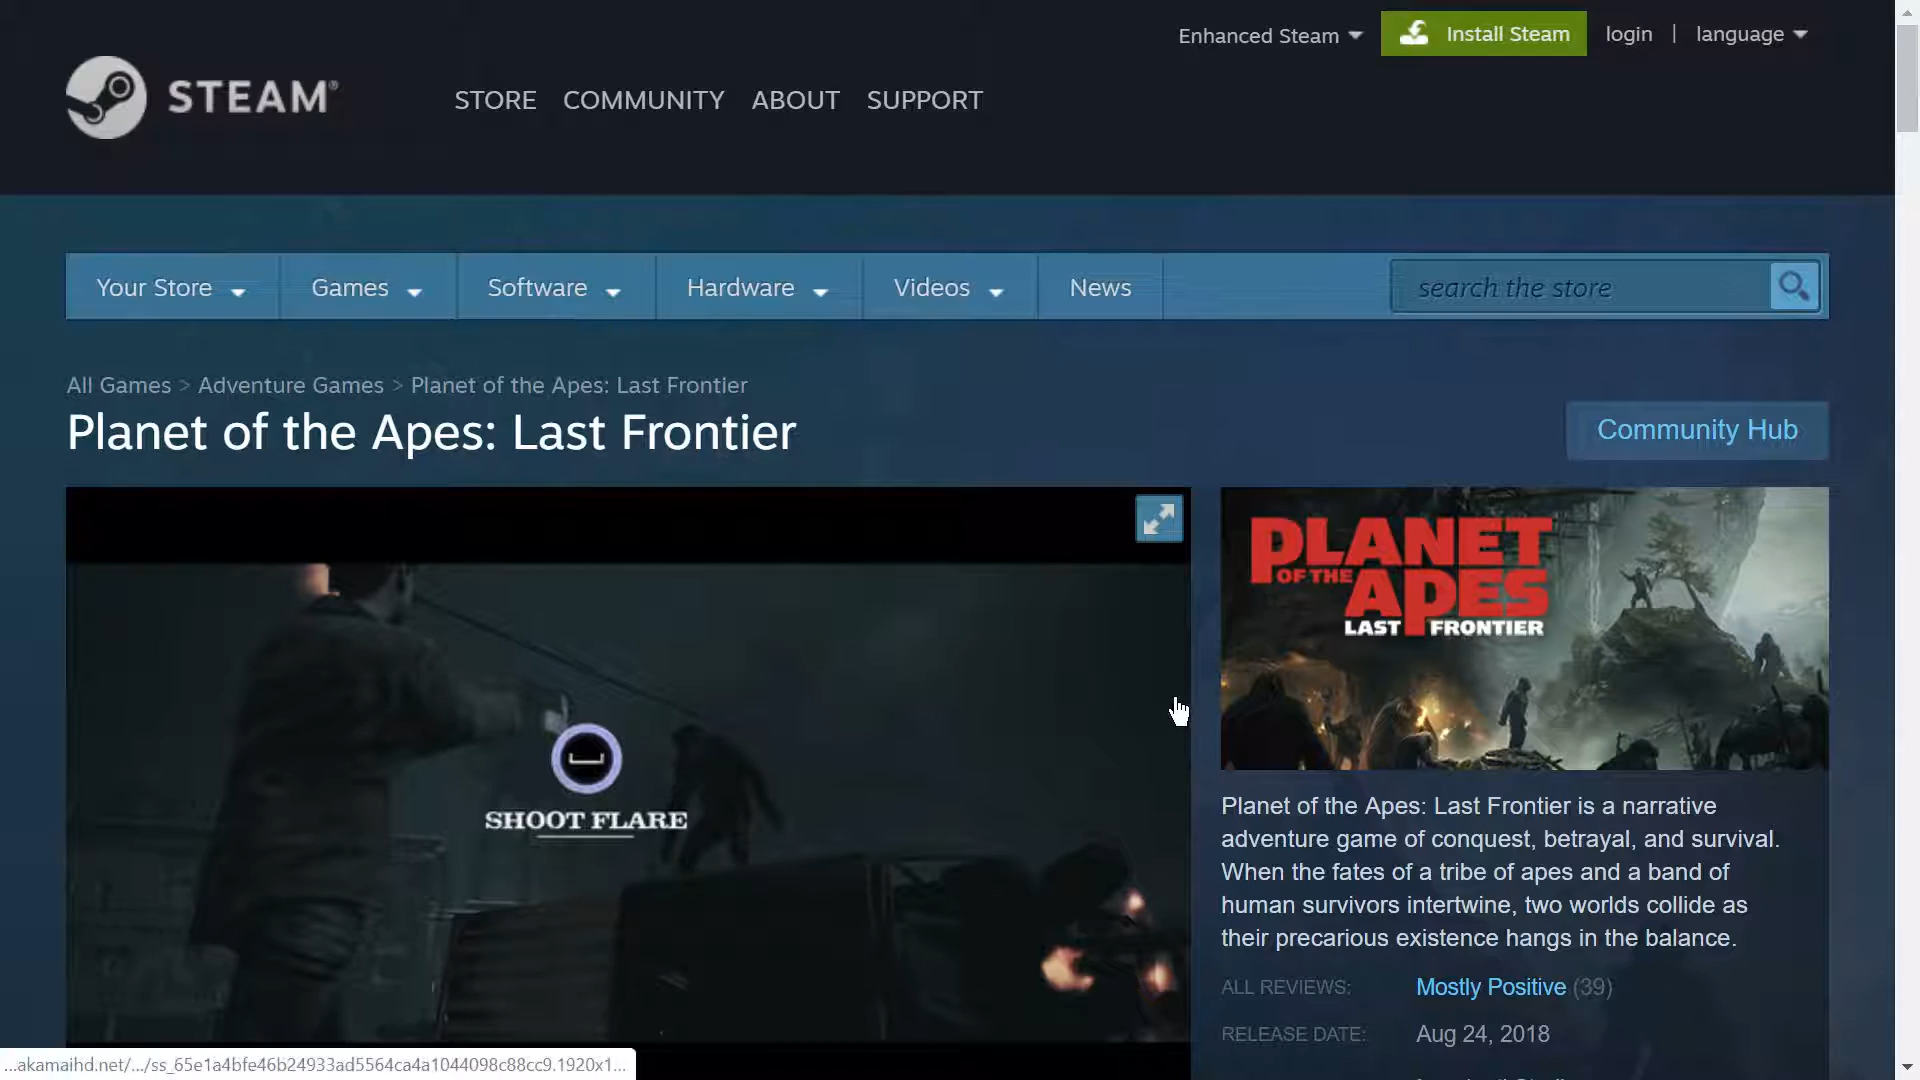 Enhanced Steam
Install Steam
login | language
STEAM®
STORE COMMUNITY ABOUT SUPPORT
Your Store Games Software Hardware Videos News
search the store
All Games > Adventure Games > Planet of the Apes: Last Frontier
Planet of the Apes: Last Frontier
Community Hub
SHOOT FLARE
PLANET
OF THE
APES
LAST FRONTIER
Planet of the Apes: Last Frontier is a narrative
adventure game of conquest, betrayal, and survival.
When the fates of a tribe of apes and a band of
human survivors intertwine, two worlds collide as
their precarious existence hangs in the balance.
ALL REVIEWS: Mostly Positive (39)
RELEASE DATE: Aug 24, 2018
...akamaihd.net/.../ss_65e1a4bfe46b24933ad5564ca4a1044098c88cc9.1920x1...